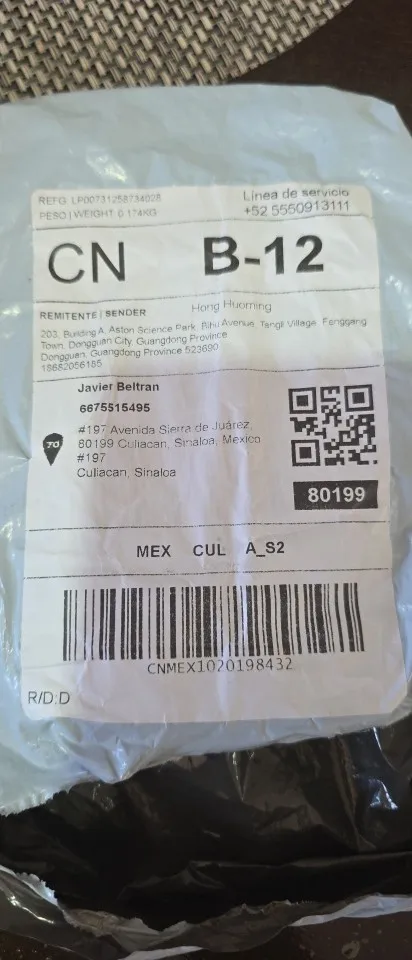 REFG: LP00731258734028
Línea de servicio
PESO | WEIGHT 0.174KG
+52 5550913111
CN B-12
REMITENTE | SENDER Hong Huoming
203, Building A, Aston Science Park, Bihu Avenue, Tangli Village, Fenggang
Town, Dongguan City, Guangdong Province
Dongguan, Guangdong Province 523690
18682056185
Javier Beltran
6675515495
#197 Avenida Sierra de Juárez,
80199 Culiacan, Sinaloa, Mexico
#197
Culiacan, Sinaloa
TO
80199
MEX CUL A_S2
CNMEX1020198432
R/D:D